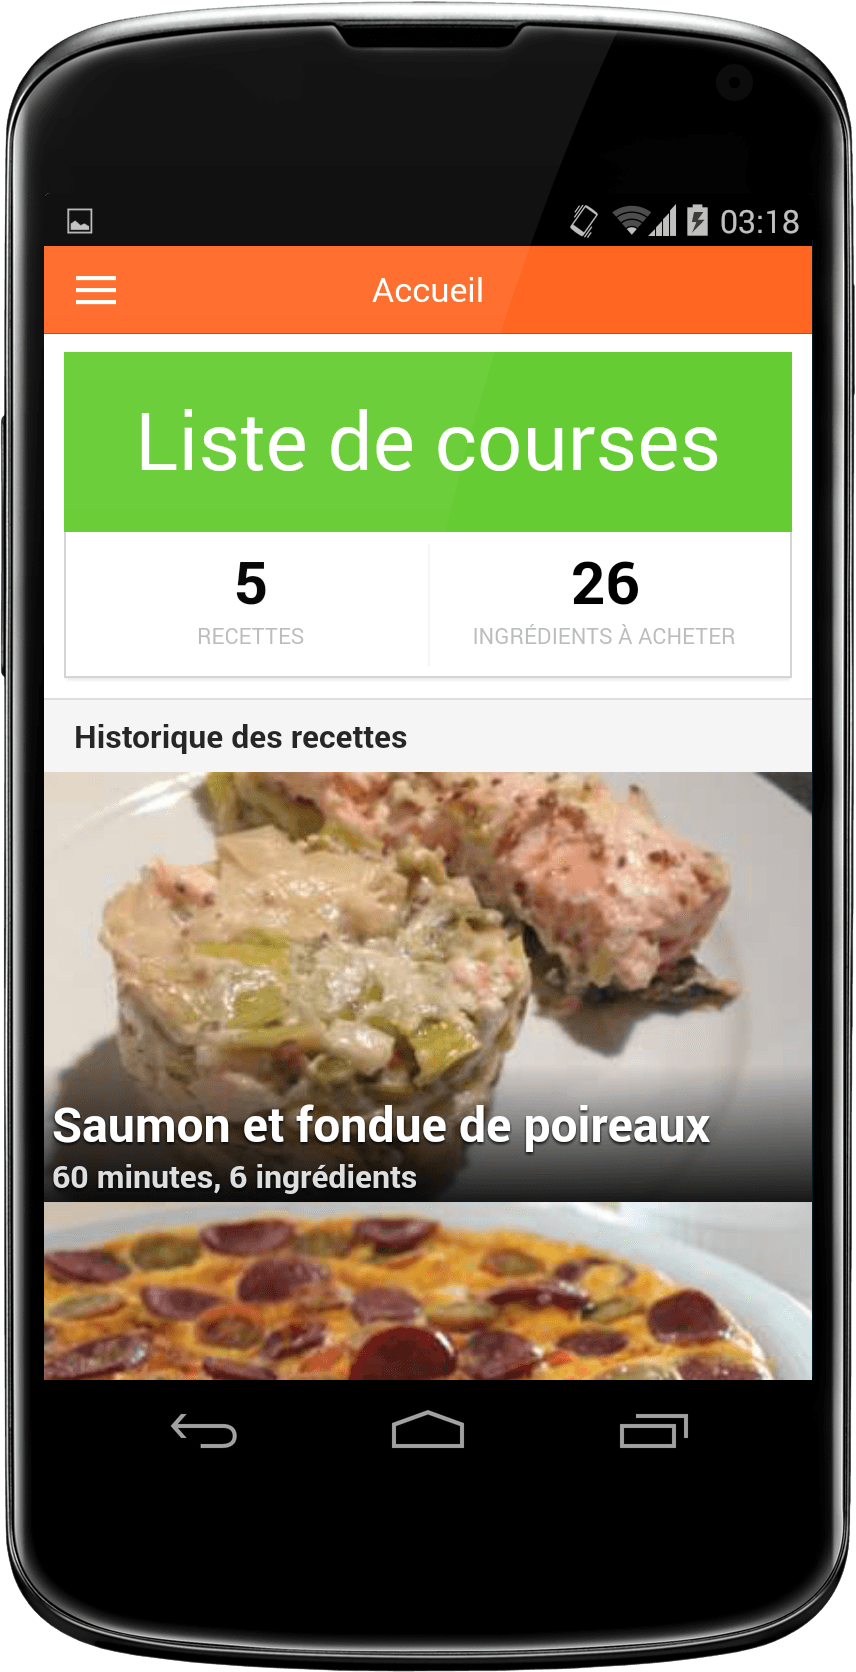 03:18
Accueil
Liste de courses
5
26
RECETTES
INGRÉDIENTS À ACHETER
Historique des recettes
Saumon et fondue de poireaux
60 minutes, 6 ingrédients